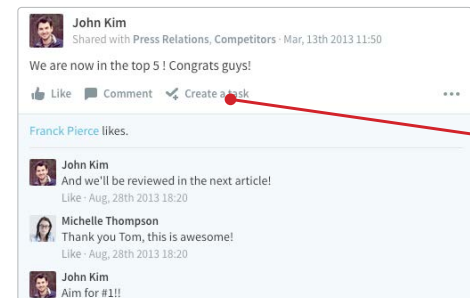 John Kim
Shared with Press Relations, Competitors · Mar, 13th 2013 11:50
We are now in the top 5 ! Congrats guys!
Like Comment Create a task
Franck Pierce likes.
John Kim
And we'll be reviewed in the next article!
Like · Aug, 28th 2013 18:20
Michelle Thompson
Thank you Tom, this is awesome!
Like · Aug, 28th 2013 18:20
John Kim
Aim for #1!!